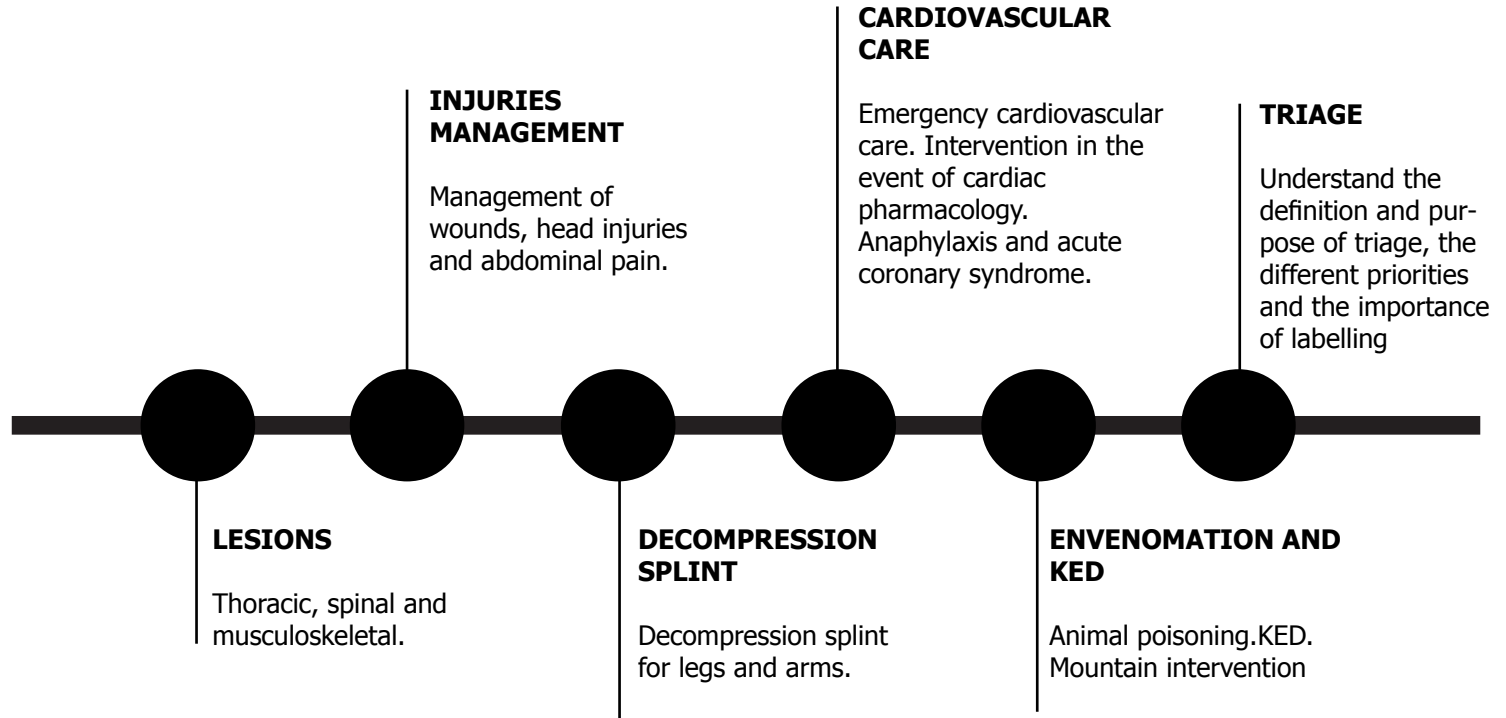 LESIONS
Thoracic, spinal and
musculoskeletal.
INJURIES
MANAGEMENT
Management of
wounds, head injuries
and abdominal pain.
DECOMPRESSION
SPLINT
Decompression splint
for legs and arms.
CARDIOVASCULAR
CARE
Emergency cardiovascular
care. Intervention in the
event of cardiac
pharmacology.
Anaphylaxis and acute
coronary syndrome.
ENVENOMATION AND
KED
Animal poisoning.KED.
Mountain intervention
TRIAGE
Understand the
definition and pur-
pose of triage, the
different priorities
and the importance
of labelling